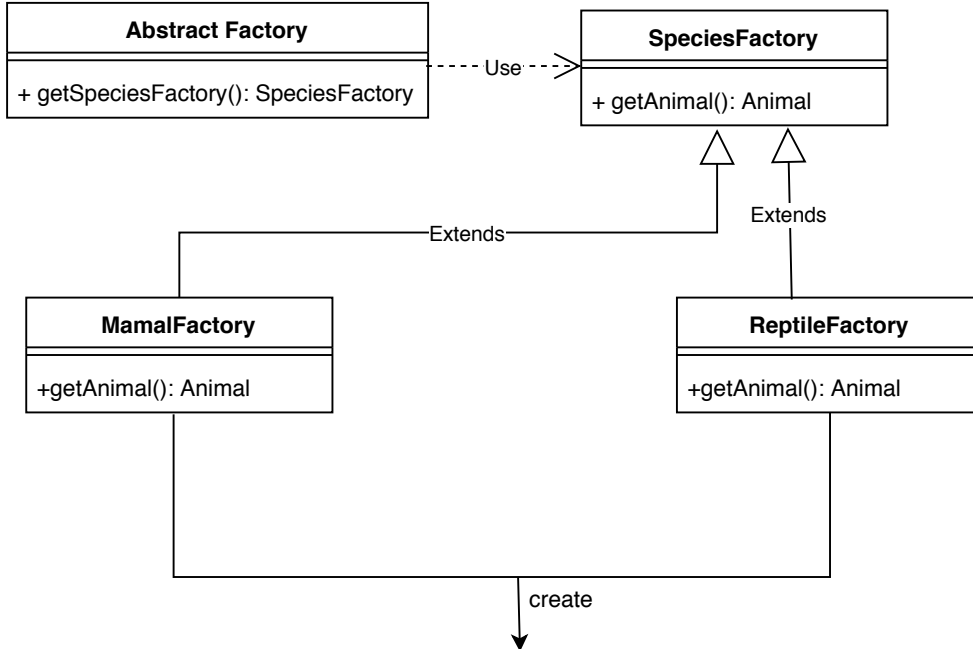 Abstract Factory
+ getSpeciesFactory(): SpeciesFactory
Use
SpeciesFactory
+ getAnimal(): Animal
Extends
Extends
MamalFactory
+getAnimal(): Animal
ReptileFactory
+getAnimal(): Animal
create